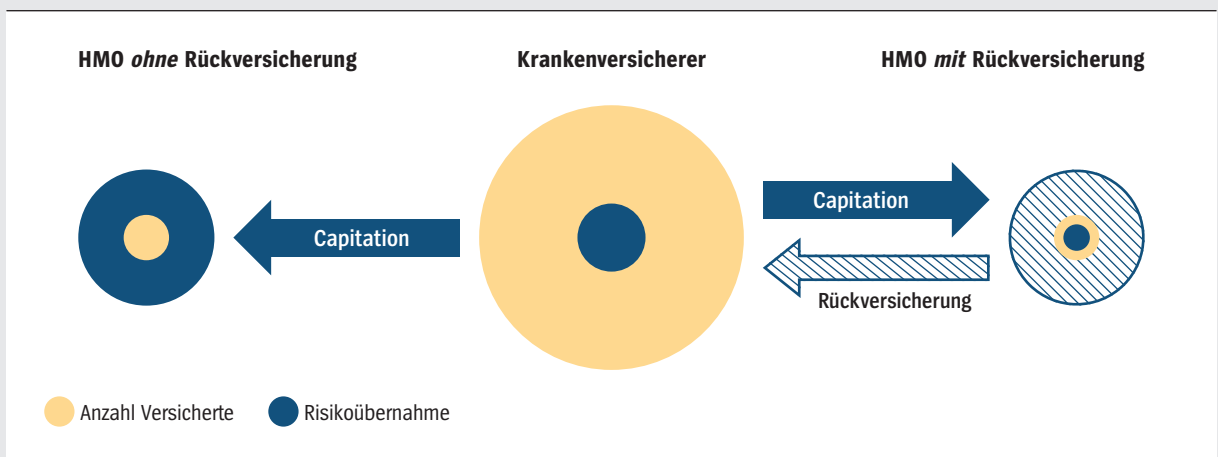 HMO ohne Rückversicherung
Krankenversicherer
HMO mit Rückversicherung
Capitation
Capitation
Rückversicherung
Anzahl Versicherte
Risikoübernahme